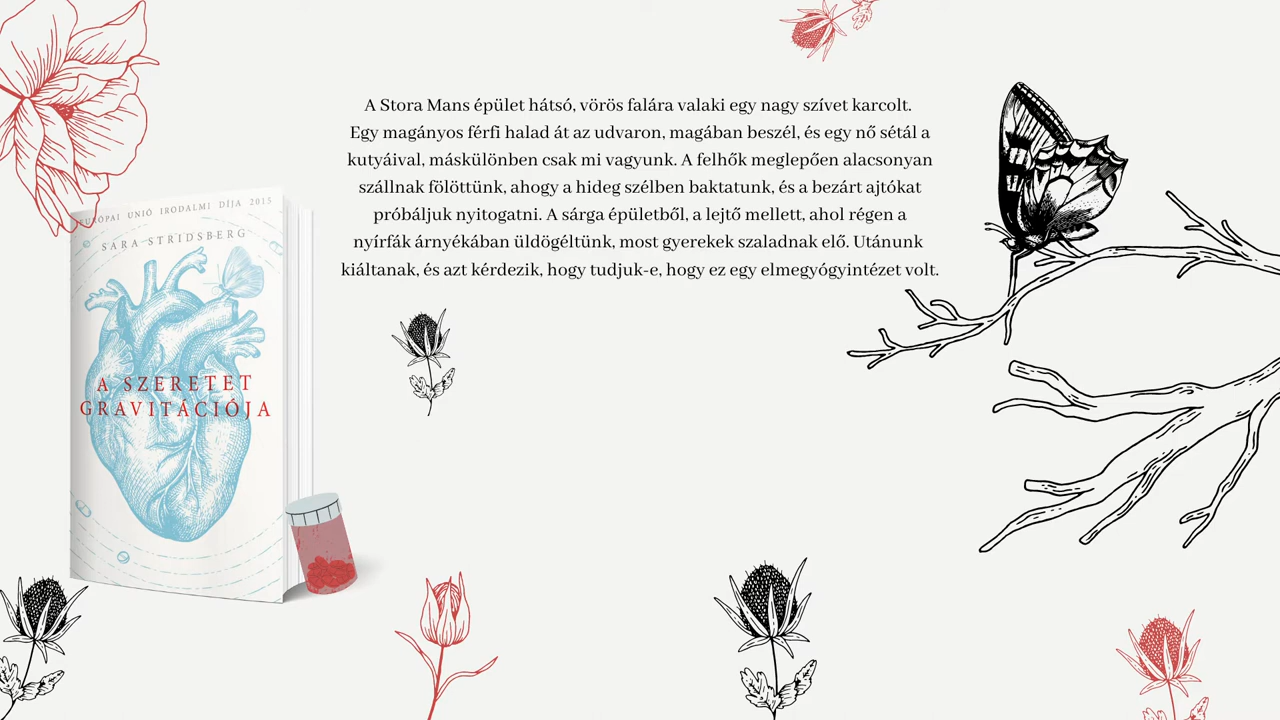 A Stora Mans épület hátsó, vörös falára valaki egy nagy szívet karcolt.
Egy magányos férfi halad át az udvaron, magában beszél, és egy nő sétál a
kutyáival, máskülönben csak mi vagyunk. A felhők meglepően alacsonyan
szállnak fölöttünk, ahogy a hideg szélben baktatunk, és a bezárt ajtókat
próbáljuk nyitogatni. A sárga épületből, a lejtő mellett, ahol régen a
nyírfák árnyékában üldögéltünk, most gyerekek szaladnak elő. Utánunk
kiáltanak, és azt kérdezik, hogy tudjuk-e, hogy ez egy elmegyógyintézet volt.
EURÓPAI UNIÓ IRODALMI DÍJA 2015
SARA STRIDSBERG
A SZERETET
GRAVITÁCIÓJA